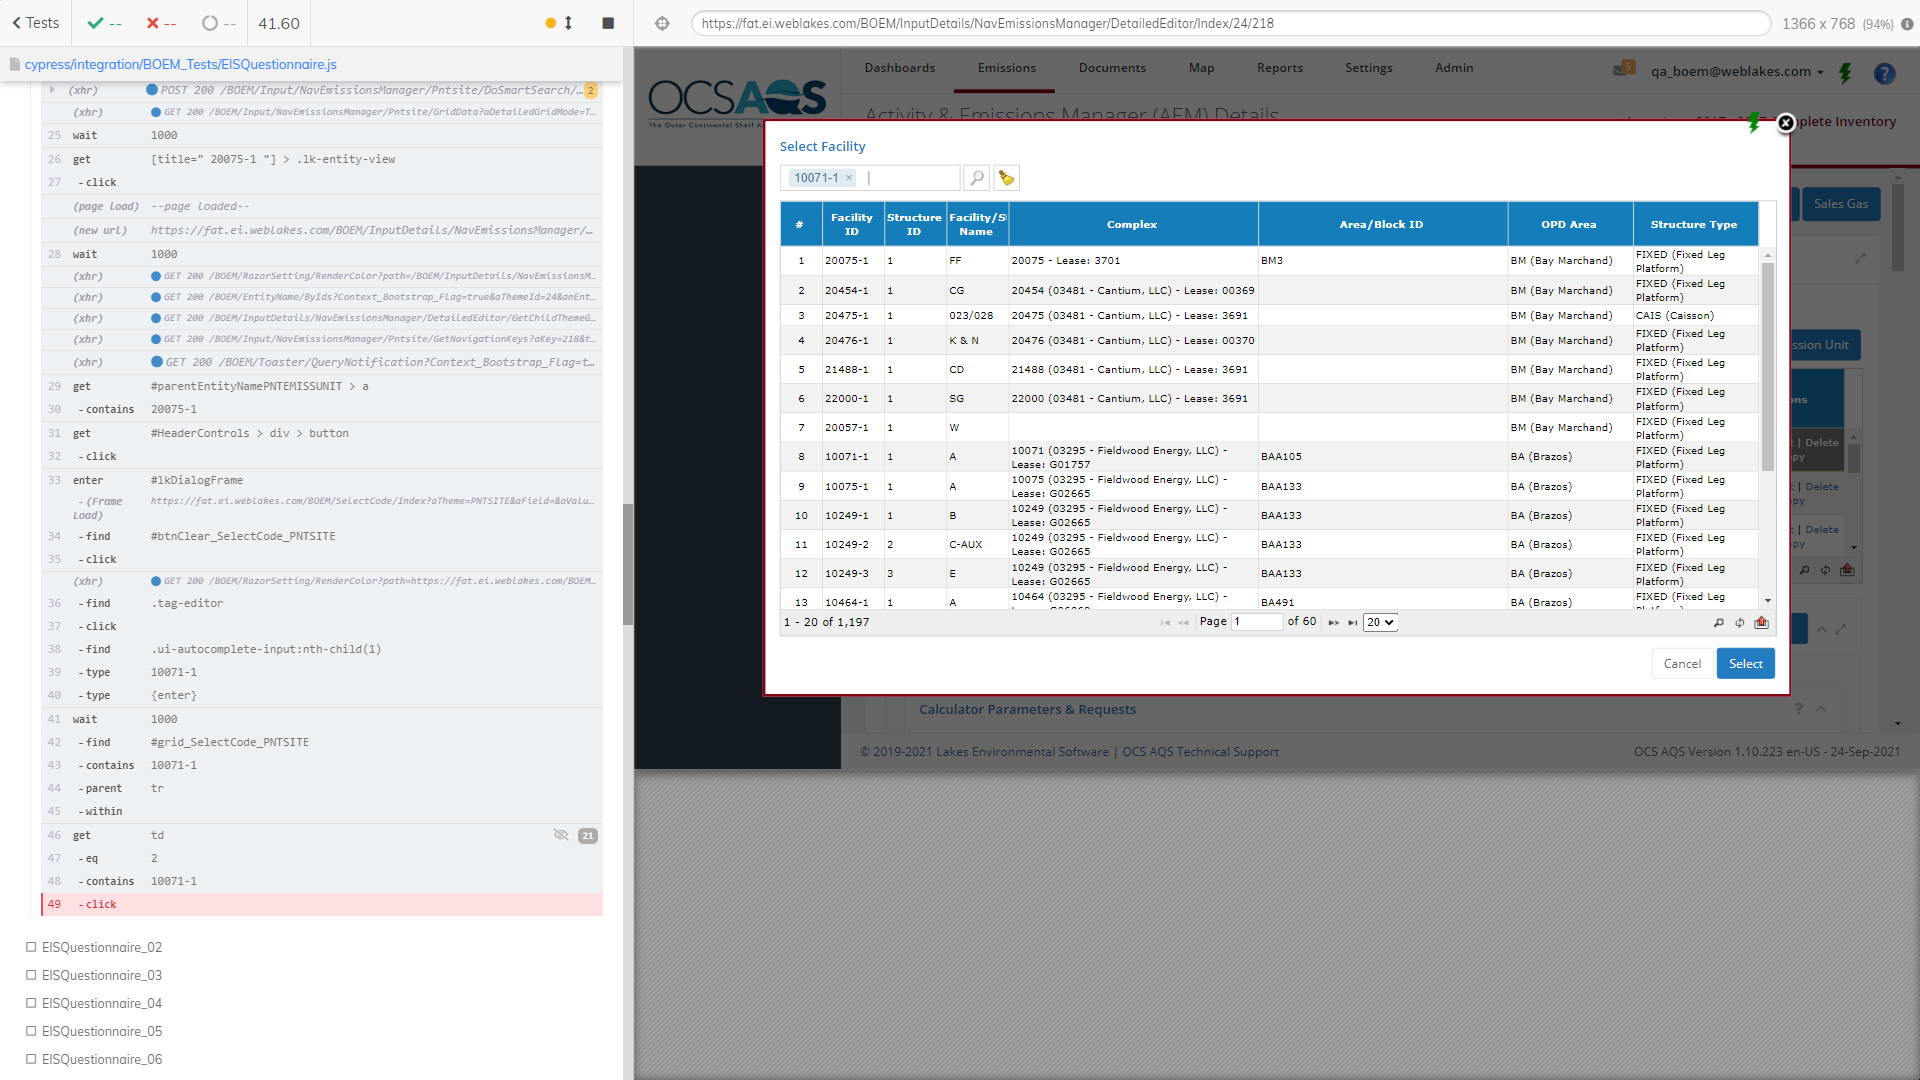 Tests
--
--
--
41.60
https://fat.ei.weblakes.com/BOEM/InputDetails/NavEmissionsManager/DetailedEditor/Index/24/218
1366 x 768 (94%)
cypress/integration/BOEM_Tests/EISQuestionnaire.js
(xhr) POST 200 /BOEM/Input/NavEmissionsManager/Pntsite/DoSmartSearch/... 2
(xhr) GET 200 /BOEM/Input/NavEmissionsManager/Pntsite/GridData?aDetailedGridMode=T...
25 wait 1000
26 get [title=" 20075-1 "] > .lk-entity-view
27 -click
(page load) --page loaded--
(new url) https://fat.ei.weblakes.com/BOEM/InputDetails/NavEmissionsManager/...
28 wait 1000
(xhr) GET 200 /BOEM/RazorSetting/RenderColor?path=/BOEM/InputDetails/NavEmissionsM...
(xhr) GET 200 /BOEM/EntityName/ByIds?Context_Bootstrap_Flag=true&aThemeId=24&anEnt...
(xhr) GET 200 /BOEM/InputDetails/NavEmissionsManager/DetailedEditor/GetChildThemeG...
(xhr) GET 200 /BOEM/Input/NavEmissionsManager/Pntsite/GetNavigationKeys?aKey=218&t...
(xhr) GET 200 /BOEM/Toaster/QueryNotification?Context_Bootstrap_Flag=t...
29 get #parentEntityNamePNTEMISSUNIT > a
30 -contains 20075-1
31 get #HeaderControls > div > button
32 -click
33 enter #lkDialogFrame
-(Frame Load) https://fat.ei.weblakes.com/BOEM/SelectCode/Index?aTheme=PNTSITE&aField=&aValu...
34 -find #btnClear_SelectCode_PNTSITE
35 -click
(xhr) GET 200 /BOEM/RazorSetting/RenderColor?path=https://fat.ei.weblakes.com/BOEM...
36 -find .tag-editor
37 -click
38 -find .ui-autocomplete-input:nth-child(1)
39 -type 10071-1
40 -type {enter}
41 wait 1000
42 -find #grid_SelectCode_PNTSITE
43 -contains 10071-1
44 -parent tr
45 -within
46 get td 21
47 -eq 2
48 -contains 10071-1
49 -click
EISQuestionnaire_02
EISQuestionnaire_03
EISQuestionnaire_04
EISQuestionnaire_05
EISQuestionnaire_06
OCSAQS
The Outer Continental Shelf A
Dashboards Emissions Documents Map Reports Settings Admin
5 qa_boem@weblakes.com ?
Activity & Emissions Manager (AEM) Details
plete Inventory
Sales Gas
ssion Unit
ns
| Delete
py
| Delete
py
| Delete
py
Select Facility
10071-1 ×
# Facility ID Structure ID Facility/S Name Complex Area/Block ID OPD Area Structure Type
1 20075-1 1 FF 20075 - Lease: 3701 BM3 BM (Bay Marchand) FIXED (Fixed Leg Platform)
2 20454-1 1 CG 20454 (03481 - Cantium, LLC) - Lease: 00369 BM (Bay Marchand) FIXED (Fixed Leg Platform)
3 20475-1 1 023/028 20475 (03481 - Cantium, LLC) - Lease: 3691 BM (Bay Marchand) CAIS (Caisson)
4 20476-1 1 K & N 20476 (03481 - Cantium, LLC) - Lease: 00370 BM (Bay Marchand) FIXED (Fixed Leg Platform)
5 21488-1 1 CD 21488 (03481 - Cantium, LLC) - Lease: 3691 BM (Bay Marchand) FIXED (Fixed Leg Platform)
6 22000-1 1 SG 22000 (03481 - Cantium, LLC) - Lease: 3691 BM (Bay Marchand) FIXED (Fixed Leg Platform)
7 20057-1 1 W BM (Bay Marchand) FIXED (Fixed Leg Platform)
8 10071-1 1 A 10071 (03295 - Fieldwood Energy, LLC) - Lease: G01757 BAA105 BA (Brazos) FIXED (Fixed Leg Platform)
9 10075-1 1 A 10075 (03295 - Fieldwood Energy, LLC) - Lease: G02665 BAA133 BA (Brazos) FIXED (Fixed Leg Platform)
10 10249-1 1 B 10249 (03295 - Fieldwood Energy, LLC) - Lease: G02665 BAA133 BA (Brazos) FIXED (Fixed Leg Platform)
11 10249-2 2 C-AUX 10249 (03295 - Fieldwood Energy, LLC) - Lease: G02665 BAA133 BA (Brazos) FIXED (Fixed Leg Platform)
12 10249-3 3 E 10249 (03295 - Fieldwood Energy, LLC) - Lease: G02665 BAA133 BA (Brazos) FIXED (Fixed Leg Platform)
13 10464-1 1 A 10464 (03295 - Fieldwood Energy, LLC) - BA491 BA (Brazos) FIXED (Fixed Leg Platform)
1 - 20 of 1,197 Page 1 of 60 20
Cancel Select
Calculator Parameters & Requests ?
© 2019-2021 Lakes Environmental Software | OCS AQS Technical Support
OCS AQS Version 1.10.223 en-US - 24-Sep-2021